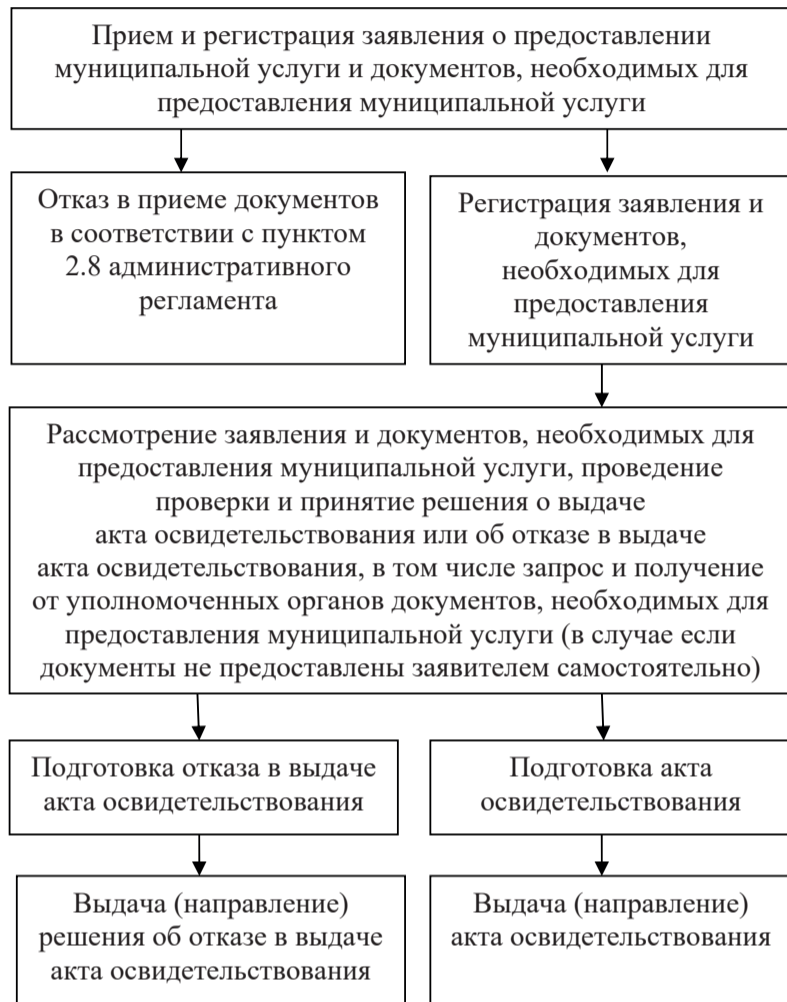 Прием и регистрация заявления о предоставлении
муниципальной услуги и документов, необходимых для
предоставления муниципальной услуги
Отказ в приеме документов
в соответствии с пунктом
2.8 административного
регламента
Регистрация заявления и
документов,
необходимых для
предоставления
муниципальной услуги
Рассмотрение заявления и документов, необходимых для
предоставления муниципальной услуги, проведение
проверки и принятие решения о выдаче
акта освидетельствования или об отказе в выдаче
акта освидетельствования, в том числе запрос и получение
от уполномоченных органов документов, необходимых для
предоставления муниципальной услуги (в случае если
документы не предоставлены заявителем самостоятельно)
Подготовка отказа в выдаче
акта освидетельствования
Подготовка акта
освидетельствования
Выдача (направление)
решения об отказе в выдаче
акта освидетельствования
Выдача (направление)
акта освидетельствования